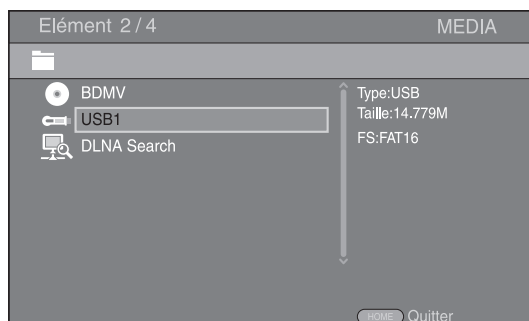 Elément 2 / 4 MEDIA
BDMV
USB1
DLNA Search
Type:USB
Taille:14.779M
FS:FAT16
HOME Quitter